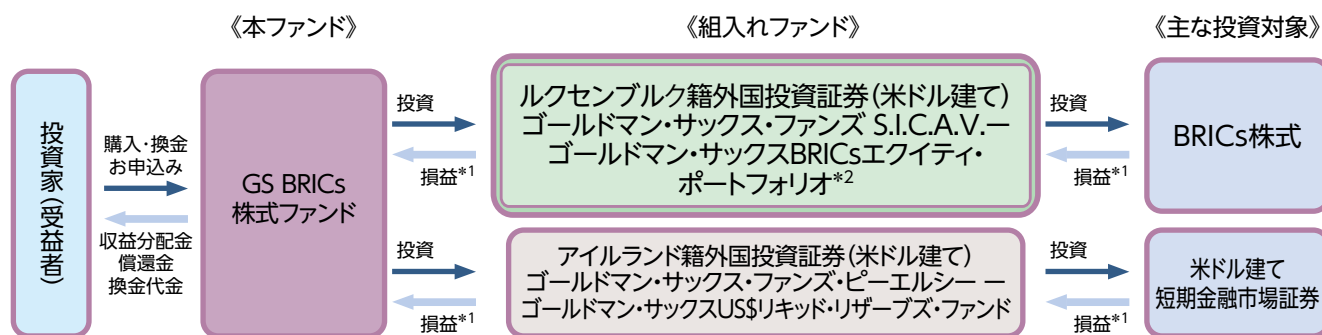 《本ファンド》
《組入れファンド》
《主な投資対象》
投資家(受益者)
購入・換金
お申込み
収益分配金
償還金
換金代金
GS BRICs
株式ファンド
投資
損益*1
ルクセンブルク籍外国投資証券(米ドル建て)
ゴールドマン・サックス・ファンズ S.I.C.A.V.ー
ゴールドマン・サックスBRICsエクイティ・
ポートフォリオ*2
投資
損益*1
BRICs株式
投資
損益*1
アイルランド籍外国投資証券(米ドル建て)
ゴールドマン・サックス・ファンズ・ピーエルシー ー
ゴールドマン・サックスUS$リキッド・リザーブズ・ファンド
投資
損益*1
米ドル建て
短期金融市場証券